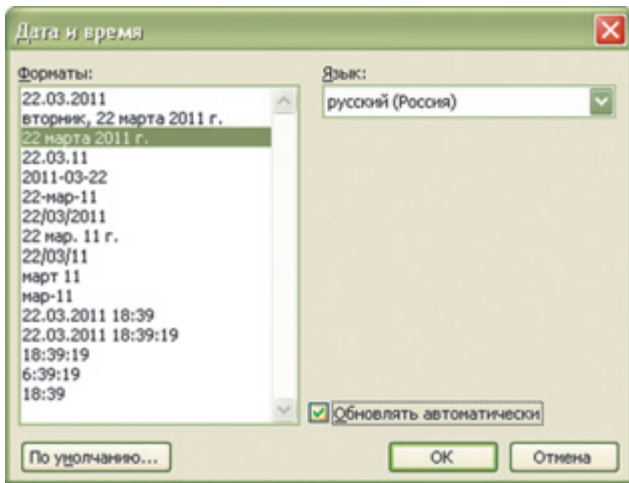 Дата и время
Форматы:
22.03.2011
вторник, 22 марта 2011 г.
22 марта 2011 г.
22.03.11
2011-03-22
22-мар-11
22/03/2011
22 мар. 11 г.
22/03/11
март 11
мар-11
22.03.2011 18:39
22.03.2011 18:39:19
18:39:19
6:39:19
18:39
Язык:
русский (Россия)
Обновлять автоматически
По умолчанию...
ОК
Отмена